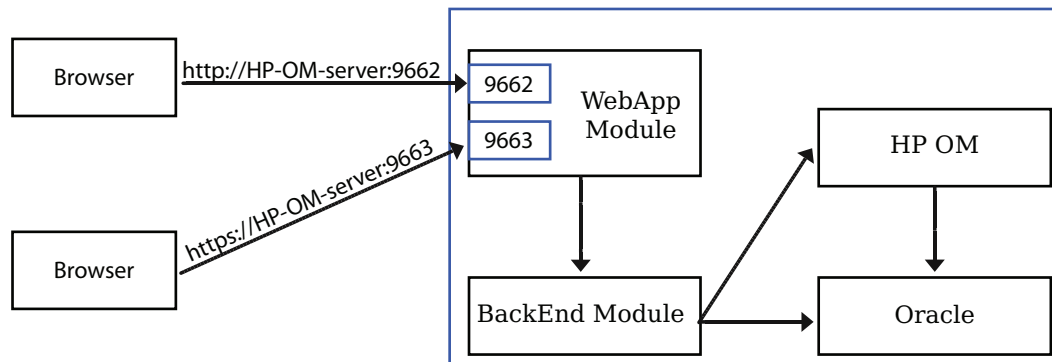 Browser
http://HP-OM-server:9662
9662
WebApp
Module
9663
HP OM
https://HP-OM-server:9663
Browser
BackEnd Module
Oracle